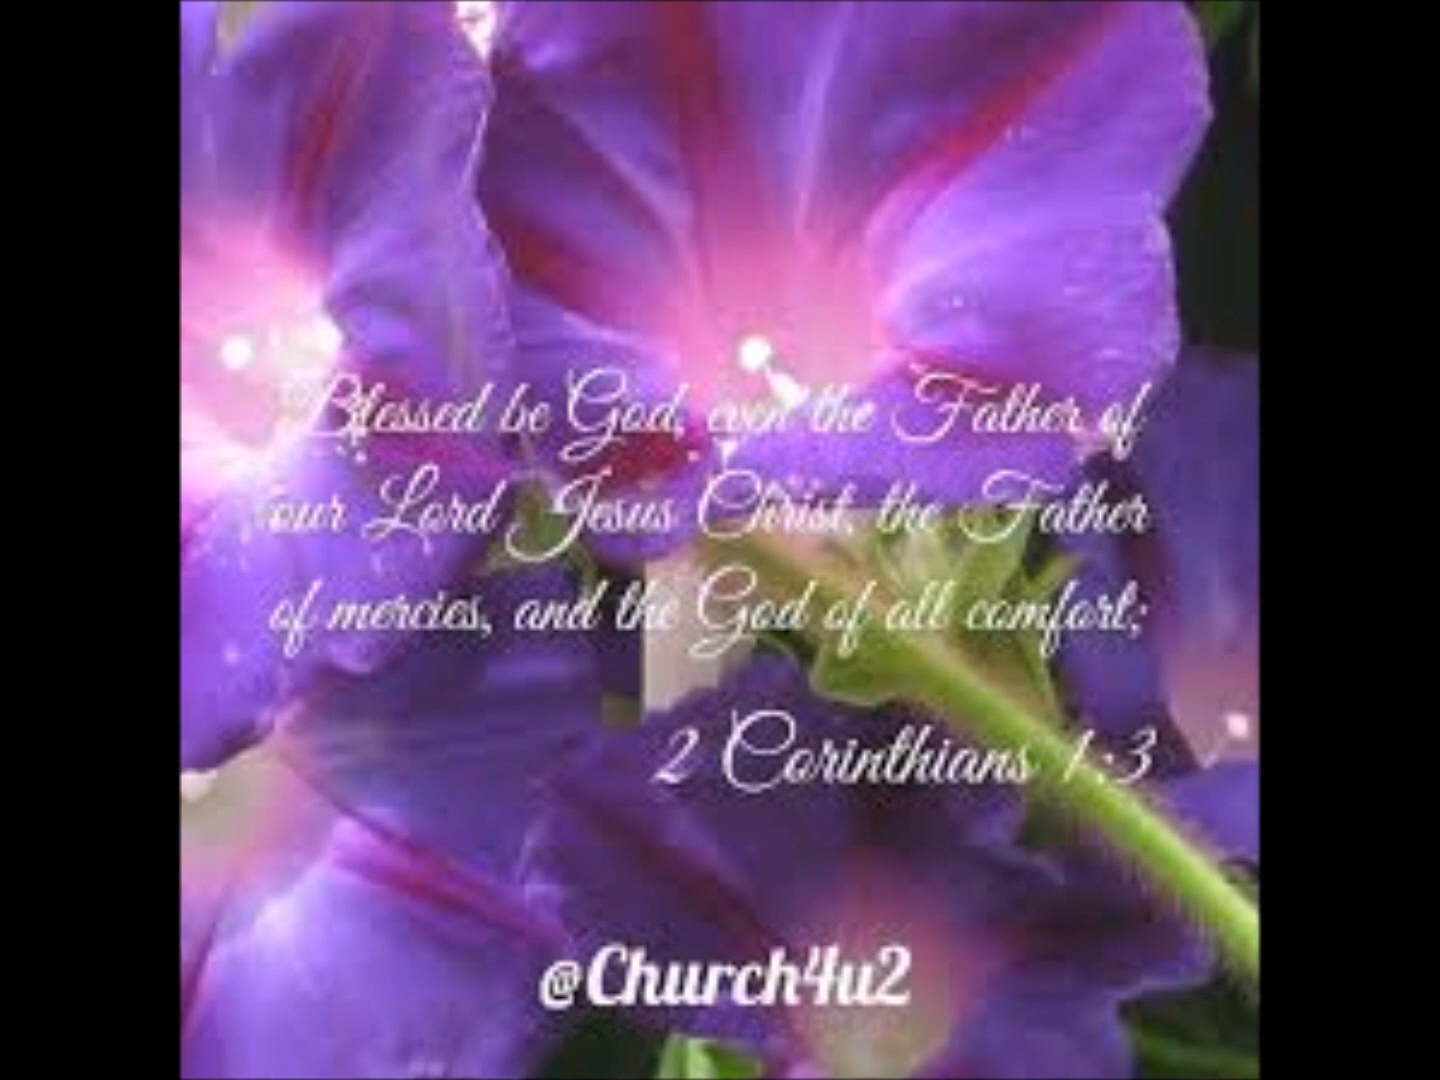 Blessed be God, even the Father of
our Lord Jesus Christ, the Father
of mercies, and the God of all comfort;
2 Corinthians 1:3
@Church4u2